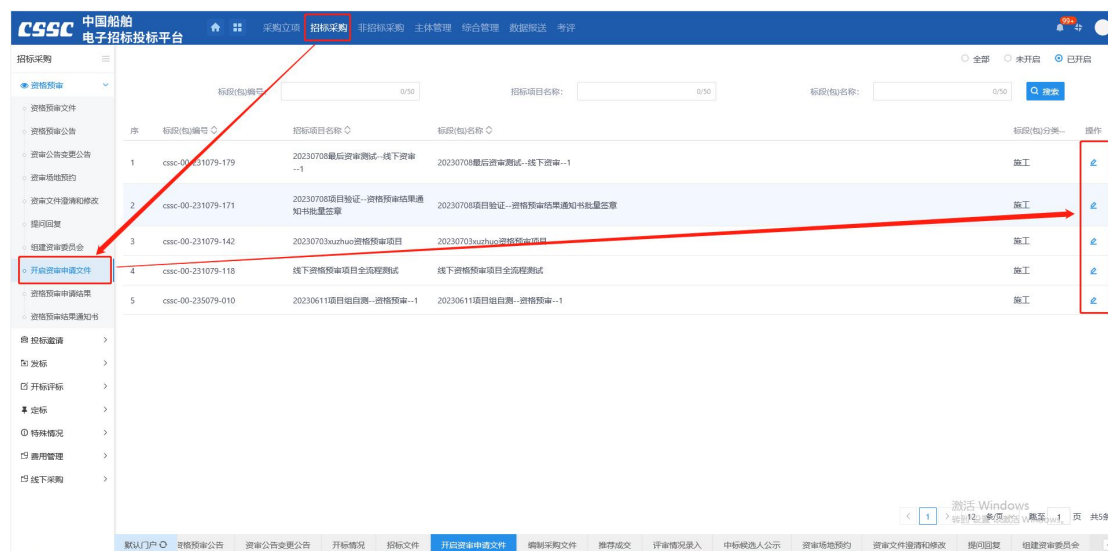 CSSC 中国船舶
电子招标投标平台
采购立项 招标采购 非招标采购 主体管理 综合管理 数据报送 考评
99+
招标采购
全部 未开启 已开启
资格预审
标段(包)编号: 0/50 招标项目名称: 0/50 标段(包)名称: 0/50 搜索
资格预审文件
资格预审公告
资审公告变更公告
资审场地预约
资审文件澄清和修改
提问回复
组建资审委员会
开启资审申请文件
资格预审申请结果
资格预审结果通知书
投标邀请
发标
开标评标
定标
特殊情况
费用管理
线下采购
序 标段(包)编号 招标项目名称 标段(包)名称 标段(包)分类... 操作
1 cssc-00-231079-179 20230708最后资审测试--线下资审--1 20230708最后资审测试--线下资审--1 施工
2 cssc-00-231079-171 20230708项目验证--资格预审结果通知书批量签章 20230708项目验证--资格预审结果通知书批量签章 施工
3 cssc-00-231079-142 20230703xuzhuo资格预审项目 20230703xuzhuo资格预审项目 施工
4 cssc-00-231079-118 线下资格预审项目全流程测试 线下资格预审项目全流程测试 施工
5 cssc-00-235079-010 20230611项目组自测--资格预审--1 20230611项目组自测--资格预审--1 施工
激活 Windows
1 12 条/页 跳至 1 页 共5条
默认门户 资格预审公告 资审公告变更公告 开标情况 招标文件 开启资审申请文件 编制采购文件 推荐成交 评审情况录入 中标候选人公示 资审场地预约 资审文件澄清和修改 提问回复 组建资审委员会